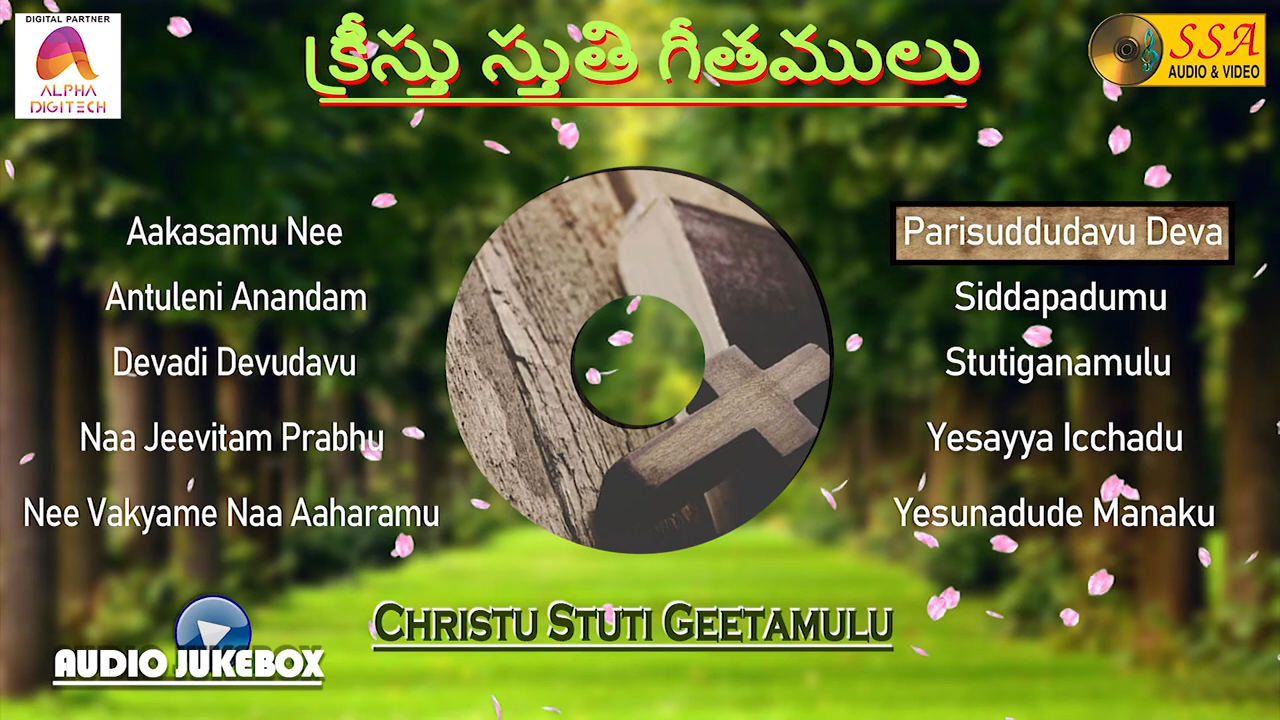 DIGITAL PARTNER
ALPHA
DIGITECH
క్రీస్తు స్తుతి గీతములు
SSA
AUDIO & VIDEO
Aakasamu Nee
Antuleni Anandam
Devadi Devudavu
Naa Jeevitam Prabhu
Nee Vakyame Naa Aaharamu
Parisuddudavu Deva
Siddapadumu
Stutiganamulu
Yesayya Icchadu
Yesunadude Manaku
CHRISTU STUTI GEETAMULU
AUDIO JUKEBOX